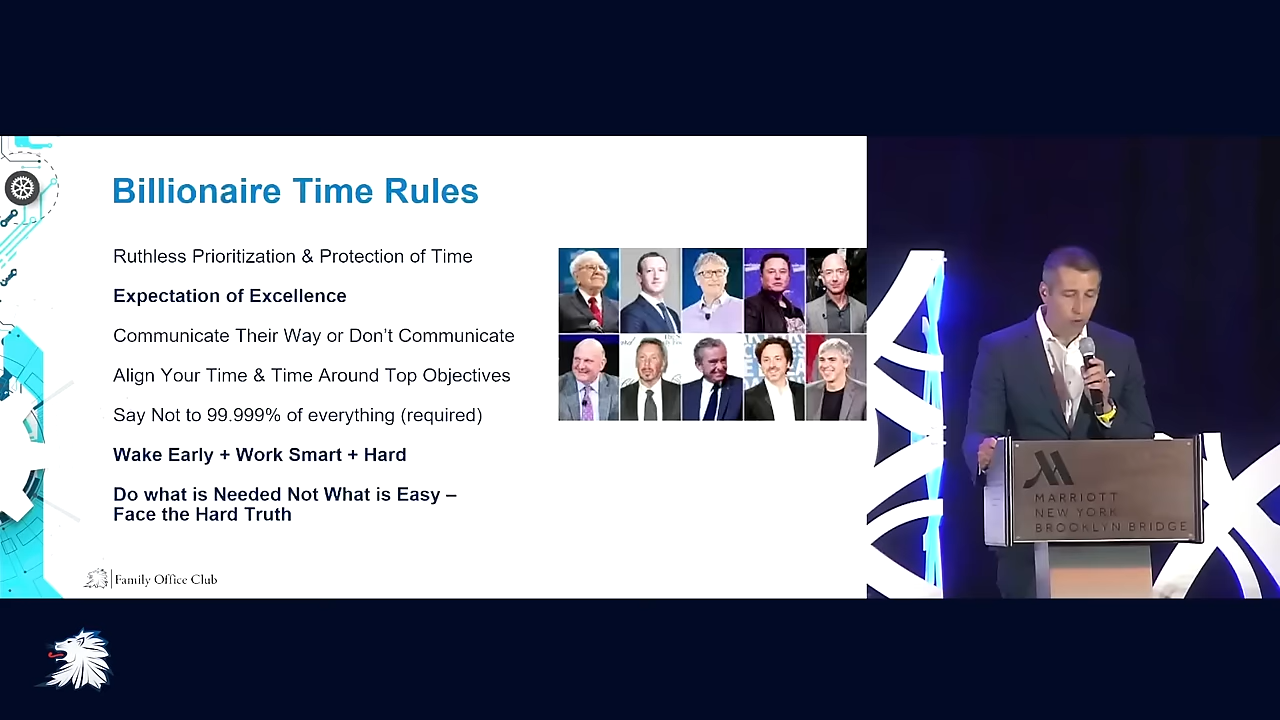 Billionaire Time Rules
Ruthless Prioritization & Protection of Time
Expectation of Excellence
Communicate Their Way or Don't Communicate
Align Your Time & Time Around Top Objectives
Say Not to 99.999% of everything (required)
Wake Early + Work Smart + Hard
Do what is Needed Not What is Easy –
Face the Hard Truth
Family Office Club
MARRIOTT
NEW YORK
BROOKLYN BRIDGE